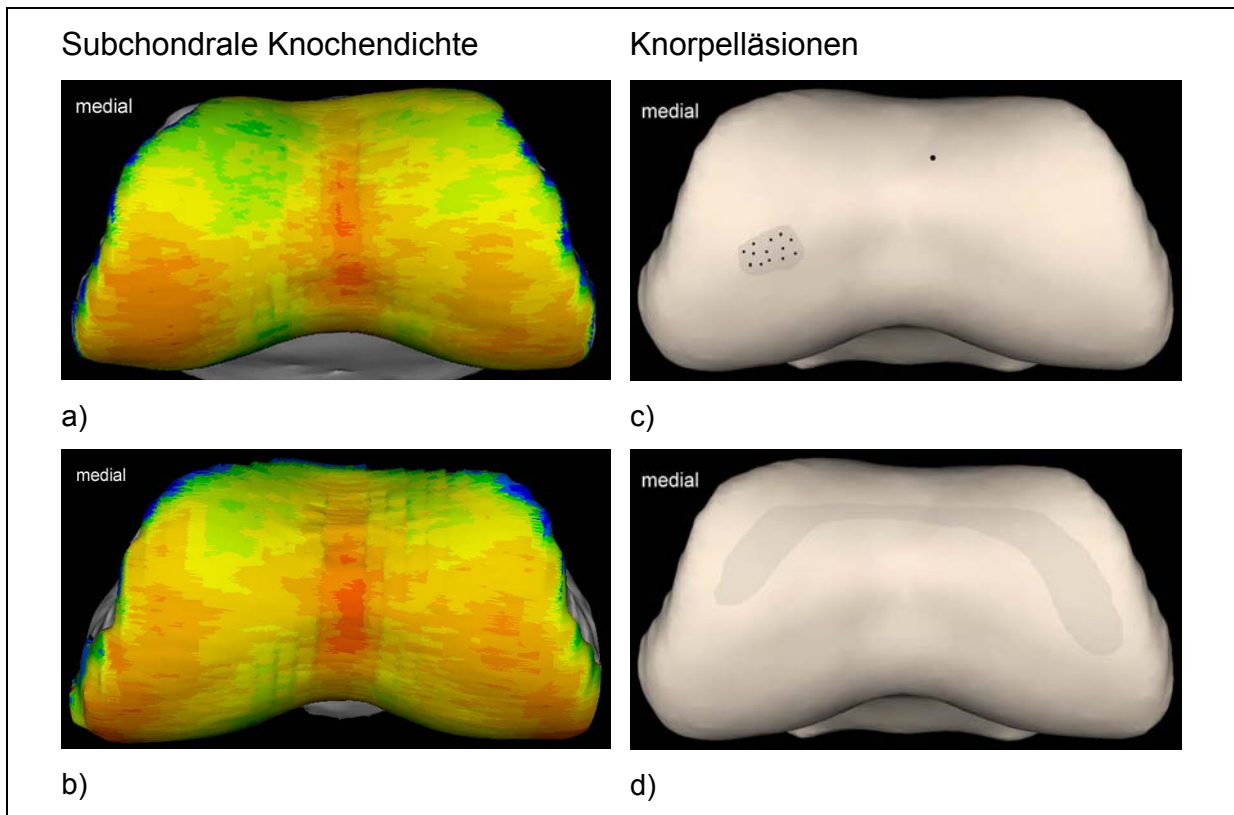 Subchondrale Knochendichte
Knorpelläsionen
medial
medial
a)
c)
medial
medial
b)
d)